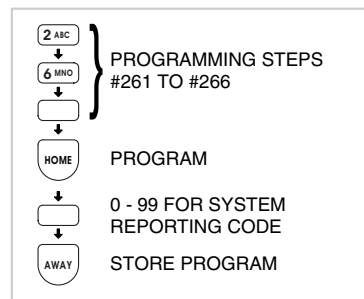 2 ABC
PROGRAMMING STEPS
6 MNO
#261 TO #266
HOME
PROGRAM
0 - 99 FOR SYSTEM
REPORTING CODE
AWAY
STORE PROGRAM